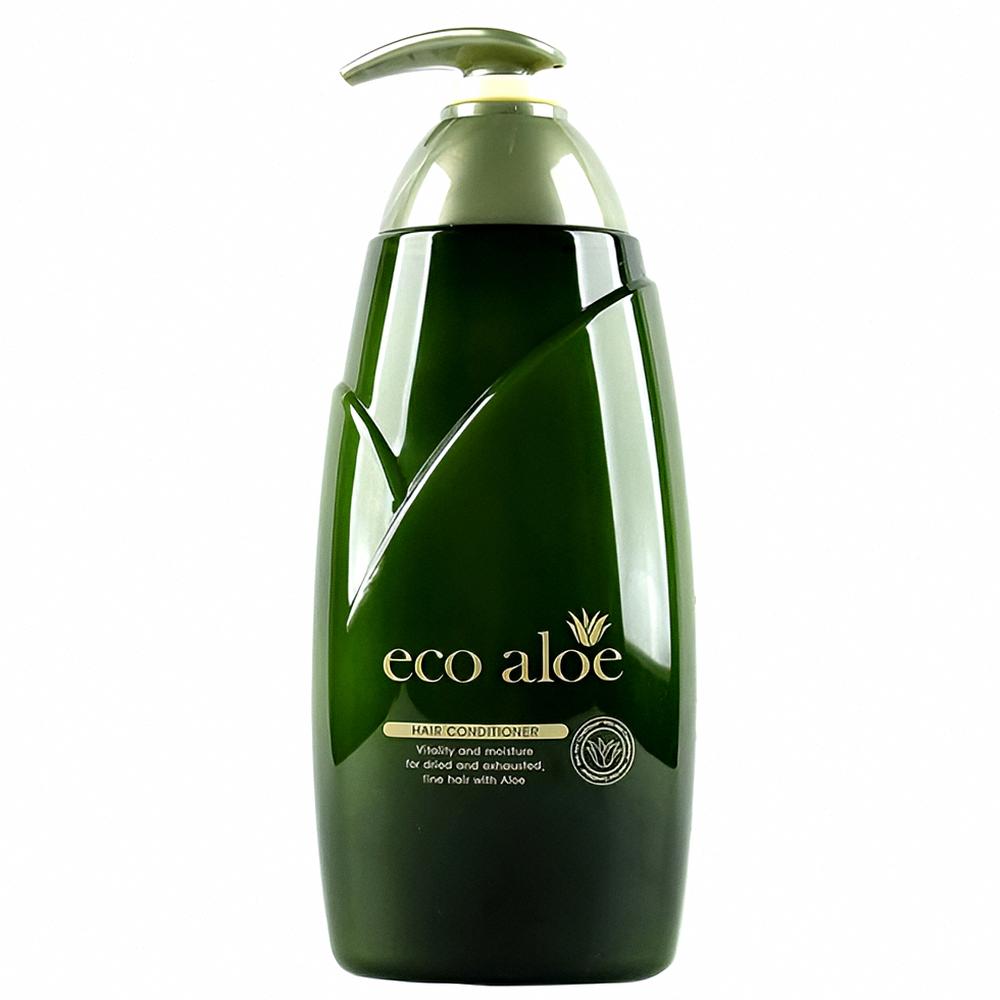 eco aloe
HAIR CONDITIONER
Vitality and moisture
for dried and exhausted,
fine hair with Aloe